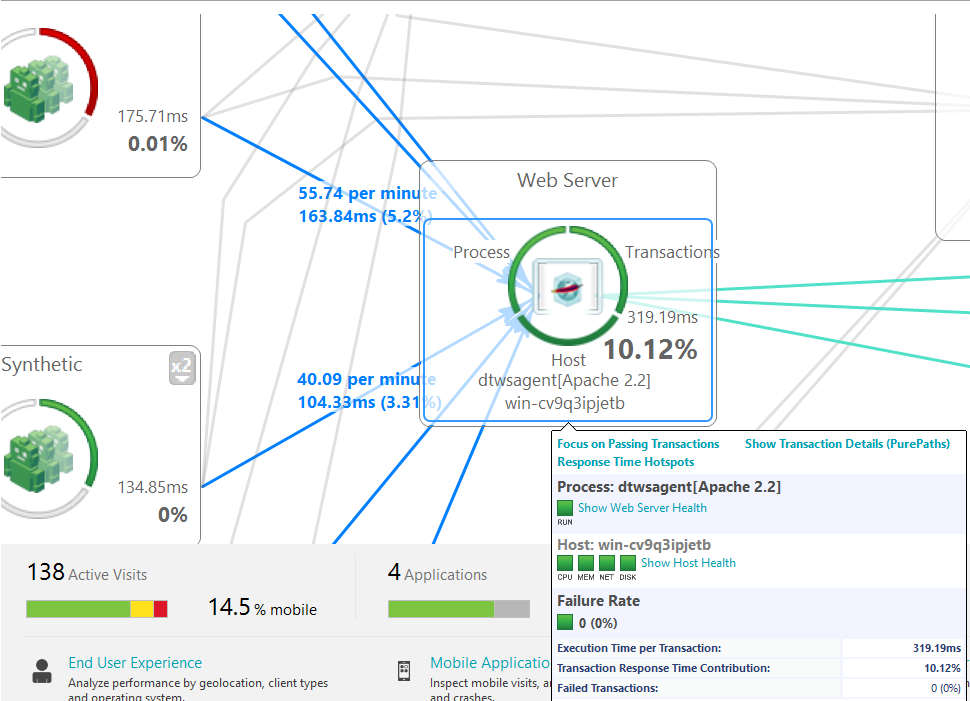 175.71ms
0.01%
55.74 per minute
163.84ms (5.2%)
Web Server
Process
Transactions
319.19ms
10.12%
Host
dtwsagent[Apache 2.2]
win-cv9q3ipjetb
Synthetic
x2
40.09 per minute
104.33ms (3.31%)
134.85ms
0%
Focus on Passing Transactions
Show Transaction Details (PurePaths)
Response Time Hotspots
Process: dtwsagent[Apache 2.2]
Show Web Server Health
RUN
Host: win-cv9q3ipjetb
Show Host Health
CPU MEM NET DISK
Failure Rate
0 (0%)
Execution Time per Transaction: 319.19ms
Transaction Response Time Contribution: 10.12%
Failed Transactions: 0 (0%)
138 Active Visits
14.5 % mobile
4 Applications
End User Experience
Analyze performance by geolocation, client types
and operating system.
Mobile Applicatio
Inspect mobile visits, a
and crashes.